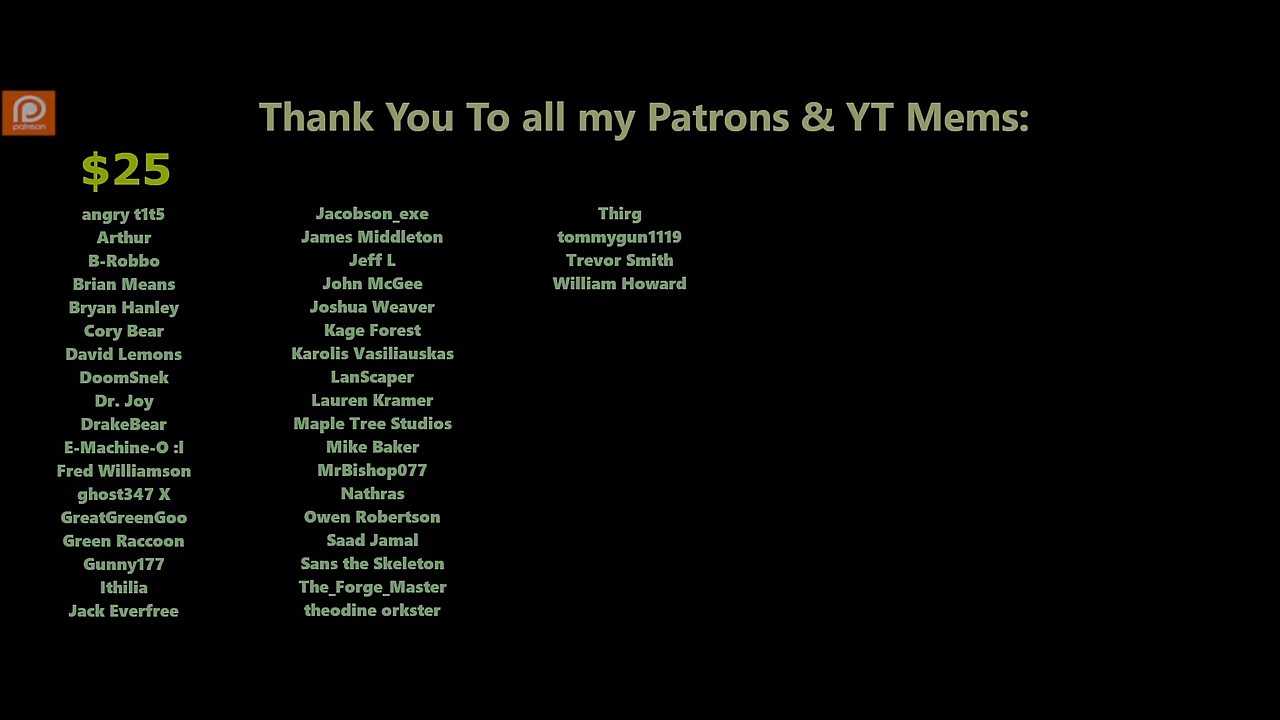 patreon
Thank You To all my Patrons & YT Mems:
$25
angry t1t5
Arthur
B-Robbo
Brian Means
Bryan Hanley
Cory Bear
David Lemons
DoomSnek
Dr. Joy
DrakeBear
E-Machine-O :l
Fred Williamson
ghost347 X
GreatGreenGoo
Green Raccoon
Gunny177
Ithilia
Jack Everfree
Jacobson_exe
James Middleton
Jeff L
John McGee
Joshua Weaver
Kage Forest
Karolis Vasiliauskas
LanScaper
Lauren Kramer
Maple Tree Studios
Mike Baker
MrBishop077
Nathras
Owen Robertson
Saad Jamal
Sans the Skeleton
The_Forge_Master
theodine orkster
Thirg
tommygun1119
Trevor Smith
William Howard